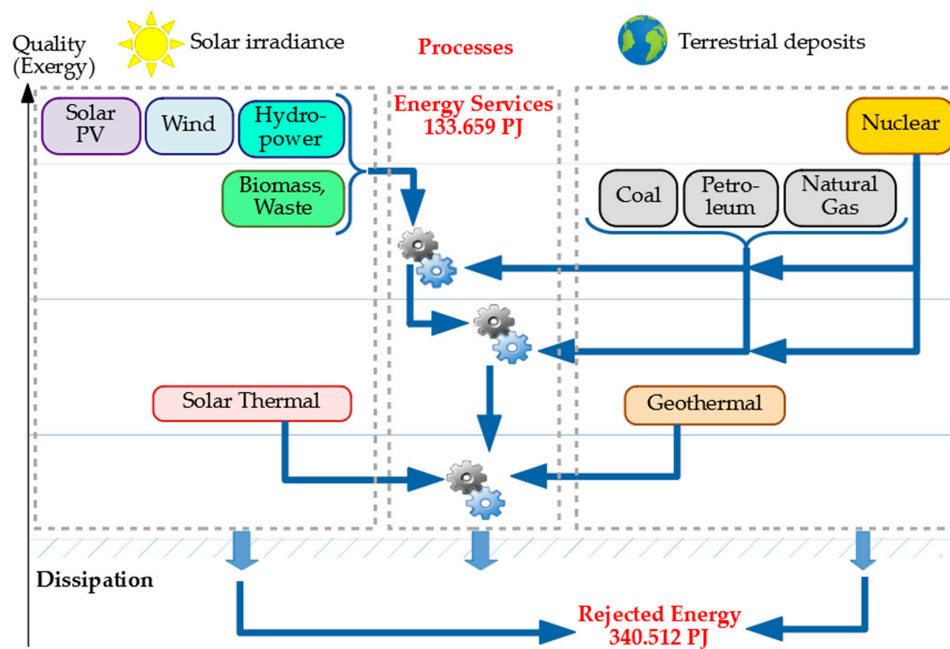 Quality
(Exergy)
Solar irradiance
Processes
Terrestrial deposits
Solar
PV
Wind
Hydro-
power
Energy Services
133.659 PJ
Nuclear
Biomass,
Waste
Coal
Petro-
leum
Natural
Gas
Solar Thermal
Geothermal
Dissipation
Rejected Energy
340.512 PJ